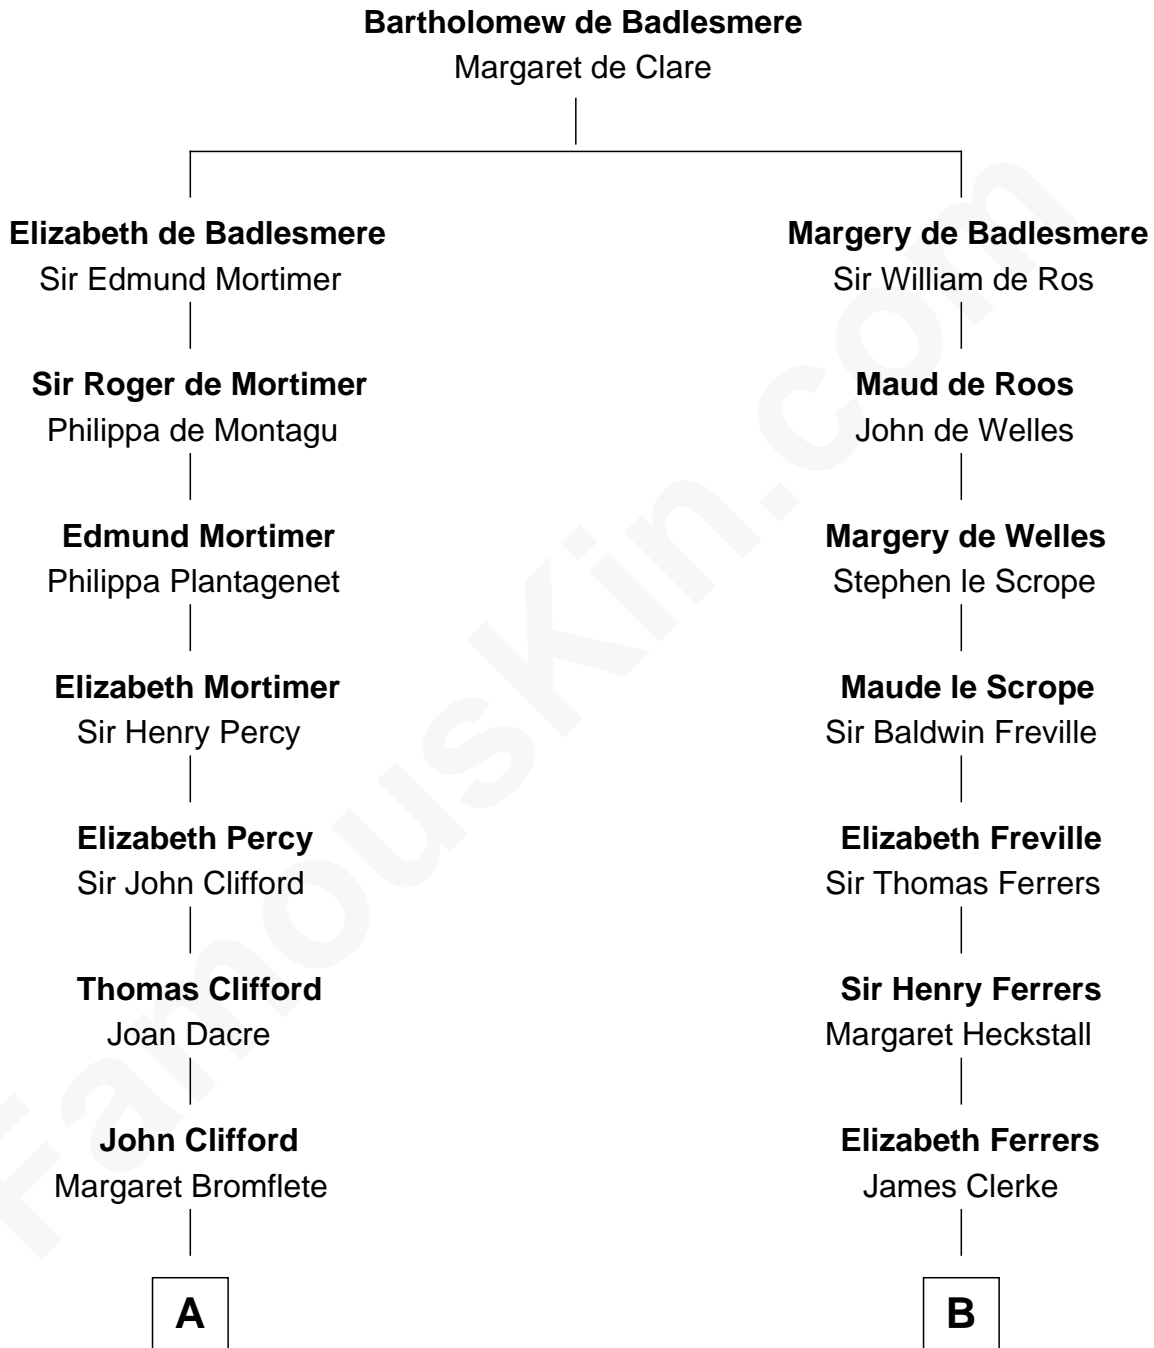 Bartholomew de Badlesmere
Margaret de Clare
Elizabeth de Badlesmere
Sir Edmund Mortimer
Margery de Badlesmere
Sir William de Ros
Sir Roger de Mortimer
Philippa de Montagu
Maud de Roos
John de Welles
Edmund Mortimer
Philippa Plantagenet
Margery de Welles
Stephen le Scrope
Elizabeth Mortimer
Sir Henry Percy
Maude le Scrope
Sir Baldwin Freville
Elizabeth Percy
Sir John Clifford
Elizabeth Freville
Sir Thomas Ferrers
Thomas Clifford
Joan Dacre
Sir Henry Ferrers
Margaret Heckstall
John Clifford
Margaret Bromflete
Elizabeth Ferrers
James Clerke
A
B
FamousKin.com